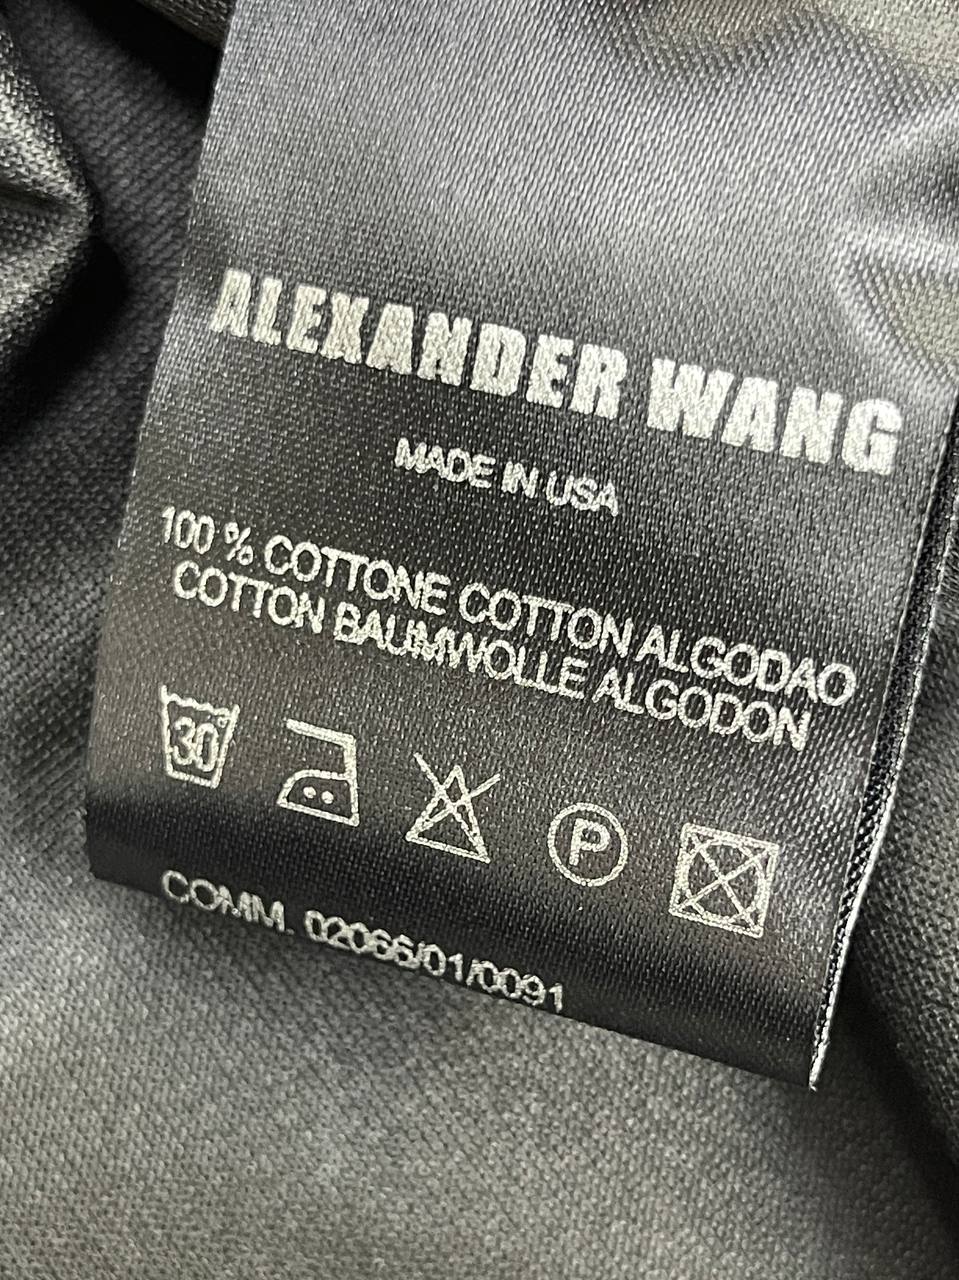 ALEXANDER WANG
MADE IN USA
100 % COTTONE COTTON ALGODAO
COTTON BAUMWOLLE ALGODON
30°
P
COMM. 02066/01/0091